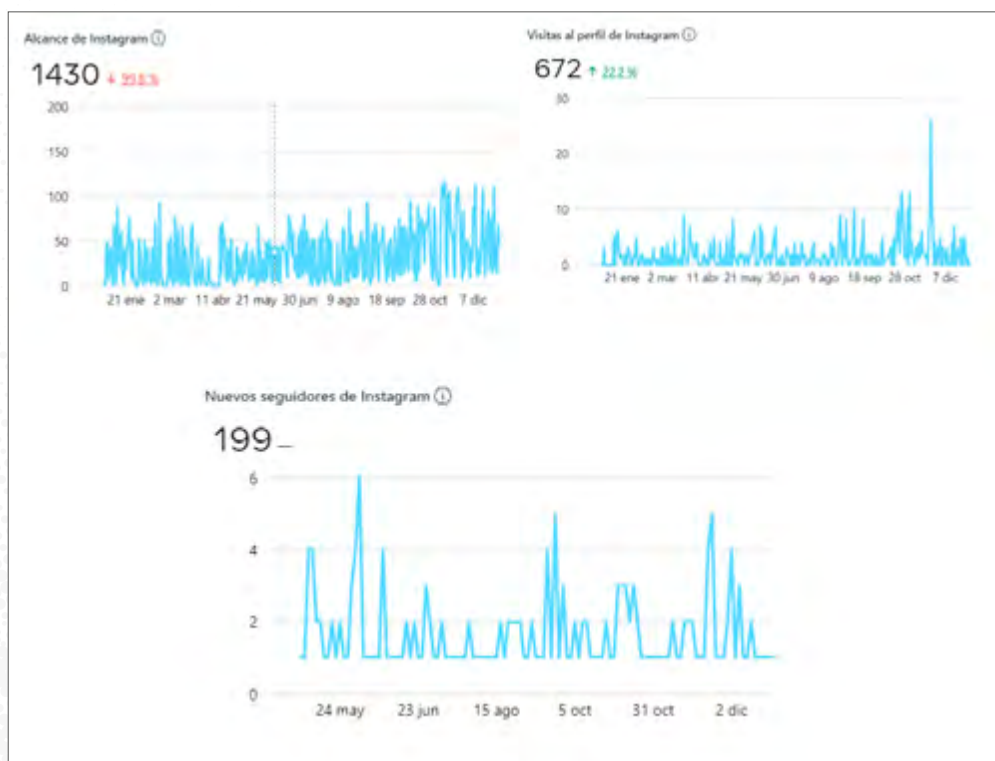 Alcance de Instagram
1430
200
150
100
50
0
21 ene 2 mar 11 abr 21 may 30 jun 9 ago 18 sep 28 oct 7 dic
Visitas al perfil de Instagram
672 ↑ 22.2 %
30
20
10
0
21 ene 2 mar 11 abr 21 may 30 jun 9 ago 18 sep 28 oct 7 dic
Nuevos seguidores de Instagram
199 —
6
4
2
0
24 may 23 jun 15 ago 5 oct 31 oct 2 dic